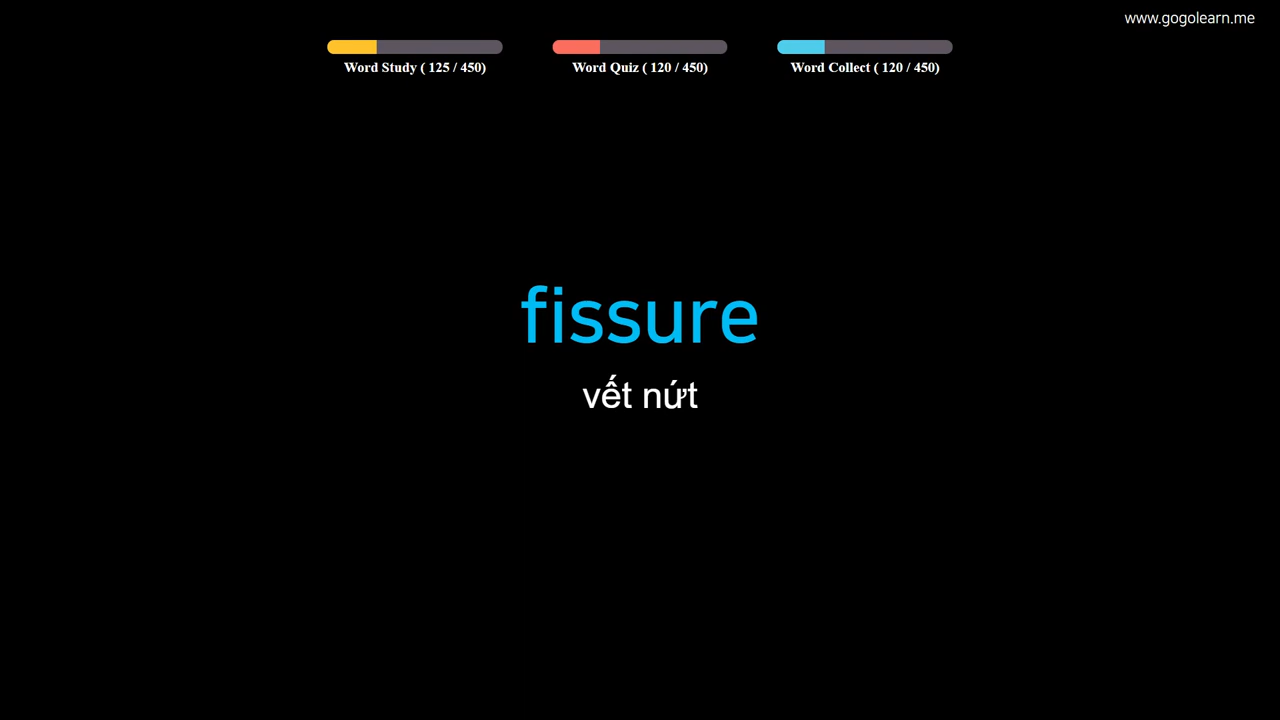 www.gogolearn.me
Word Study ( 125 / 450)
Word Quiz ( 120 / 450)
Word Collect ( 120 / 450)
fissure
vết nứt